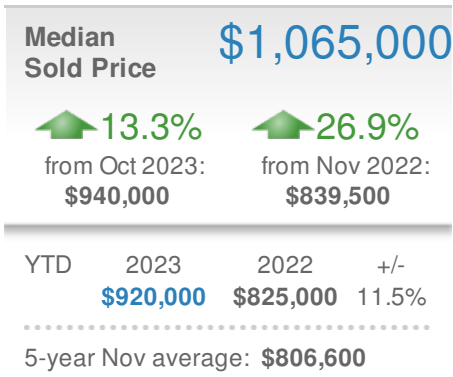 Median
Sold Price
$1,065,000
13.3% 26.9%
from Oct 2023: from Nov 2022:
$940,000 $839,500
YTD 2023 2022 +/-
$920,000 $825,000 11.5%
5-year Nov average: $806,600